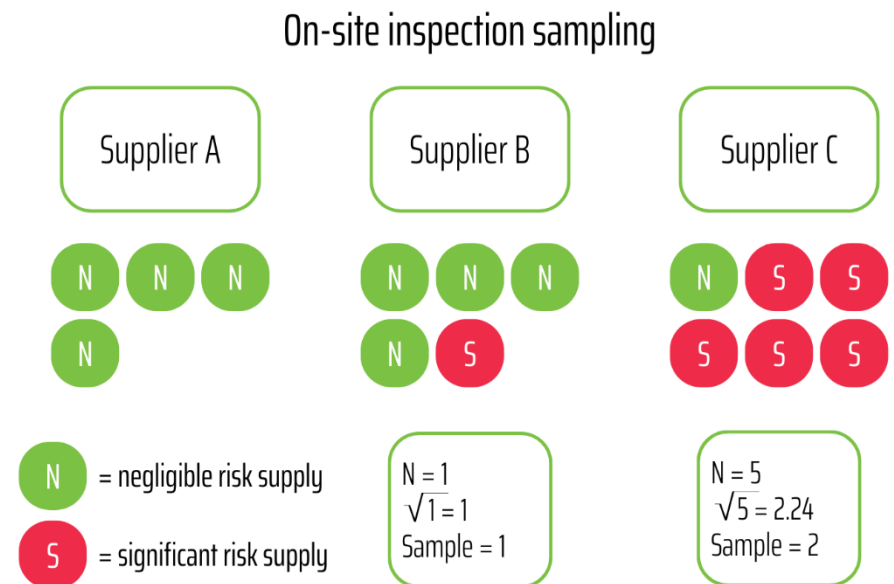 On-site inspection sampling
Supplier A
Supplier B
Supplier C
N N N
N
N N N
N S
N S S
S S S
N = negligible risk supply
S = significant risk supply
N = 1
√1 = 1
Sample = 1
N = 5
√5 = 2.24
Sample = 2